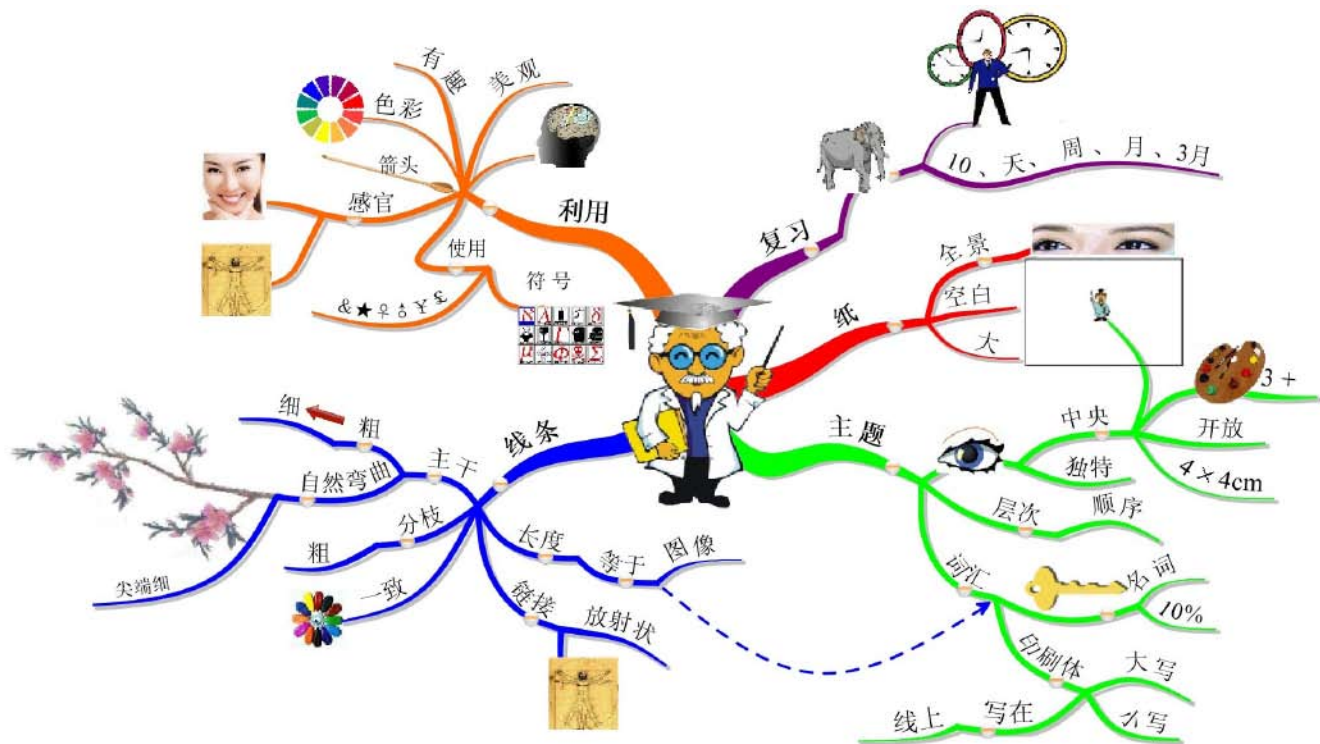 有
美观
色彩
箭头
感官
利用
使用
符号
&★♀♂¥£
复习
10、天、周、月、3月
纸
全景
空白
大
主题
中央
3+
开放
4×4cm
独特
层次
顺序
词汇
名词
10%
印刷体
大写
小写
写在
线上
线条
主干
粗
细
自然弯曲
尖端细
分枝
粗
一致
长度
等于
图像
链接
放射状